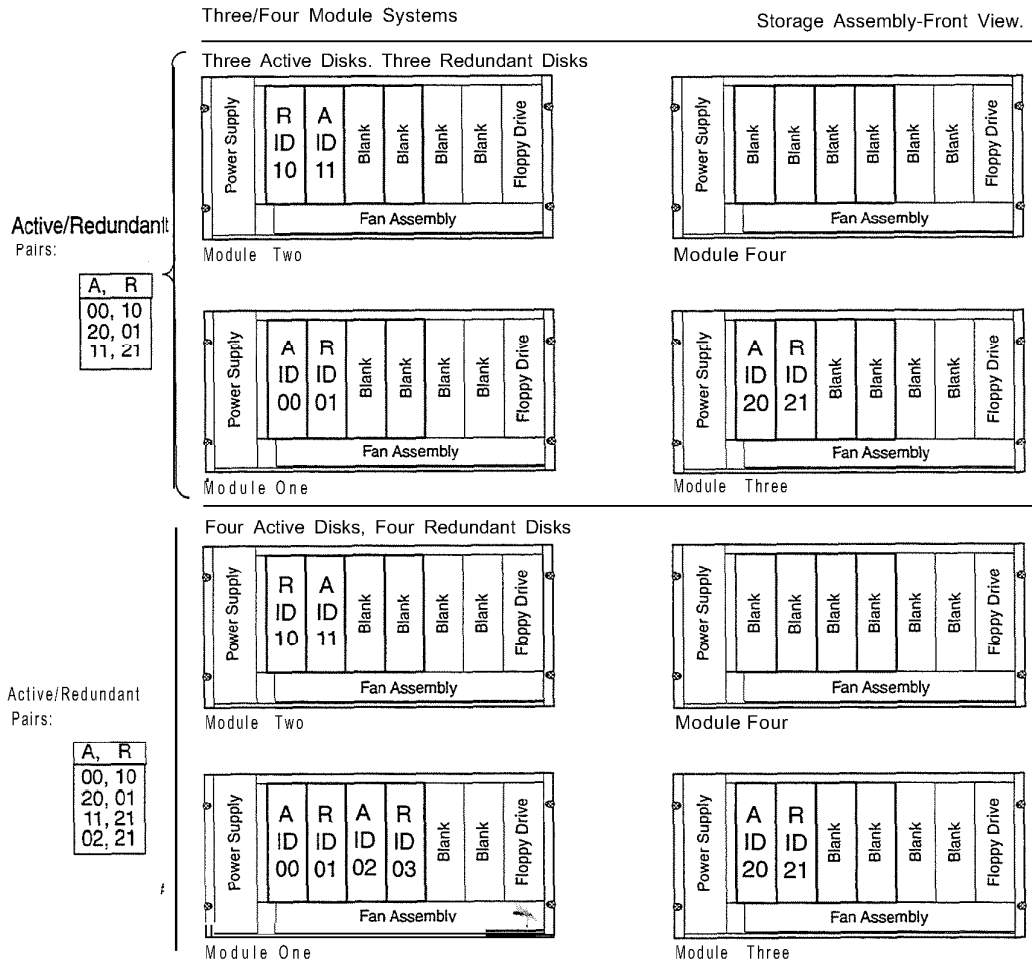 Three/Four Module Systems
Storage Assembly-Front View.
Three Active Disks. Three Redundant Disks
Active/Redundant
Pairs:
A, R
00, 10
20, 01
11, 21
Power Supply
R ID 10
A ID 11
Blank
Blank
Blank
Blank
Floppy Drive
Fan Assembly
Module Two
Power Supply
Blank
Blank
Blank
Blank
Blank
Blank
Floppy Drive
Fan Assembly
Module Four
Power Supply
A ID 00
R ID 01
Blank
Blank
Blank
Blank
Floppy Drive
Fan Assembly
Module One
Power Supply
A ID 20
R ID 21
Blank
Blank
Blank
Blank
Floppy Drive
Fan Assembly
Module Three
Four Active Disks, Four Redundant Disks
Active/Redundant
Pairs:
A, R
00, 10
20, 01
11, 21
02, 21
Power Supply
R ID 10
A ID 11
Blank
Blank
Blank
Blank
Floppy Drive
Fan Assembly
Module Two
Power Supply
Blank
Blank
Blank
Blank
Blank
Blank
Floppy Drive
Fan Assembly
Module Four
Power Supply
A ID 00
R ID 01
A ID 02
R ID 03
Blank
Blank
Floppy Drive
Fan Assembly
Module One
Power Supply
A ID 20
R ID 21
Blank
Blank
Blank
Blank
Floppy Drive
Fan Assembly
Module Three